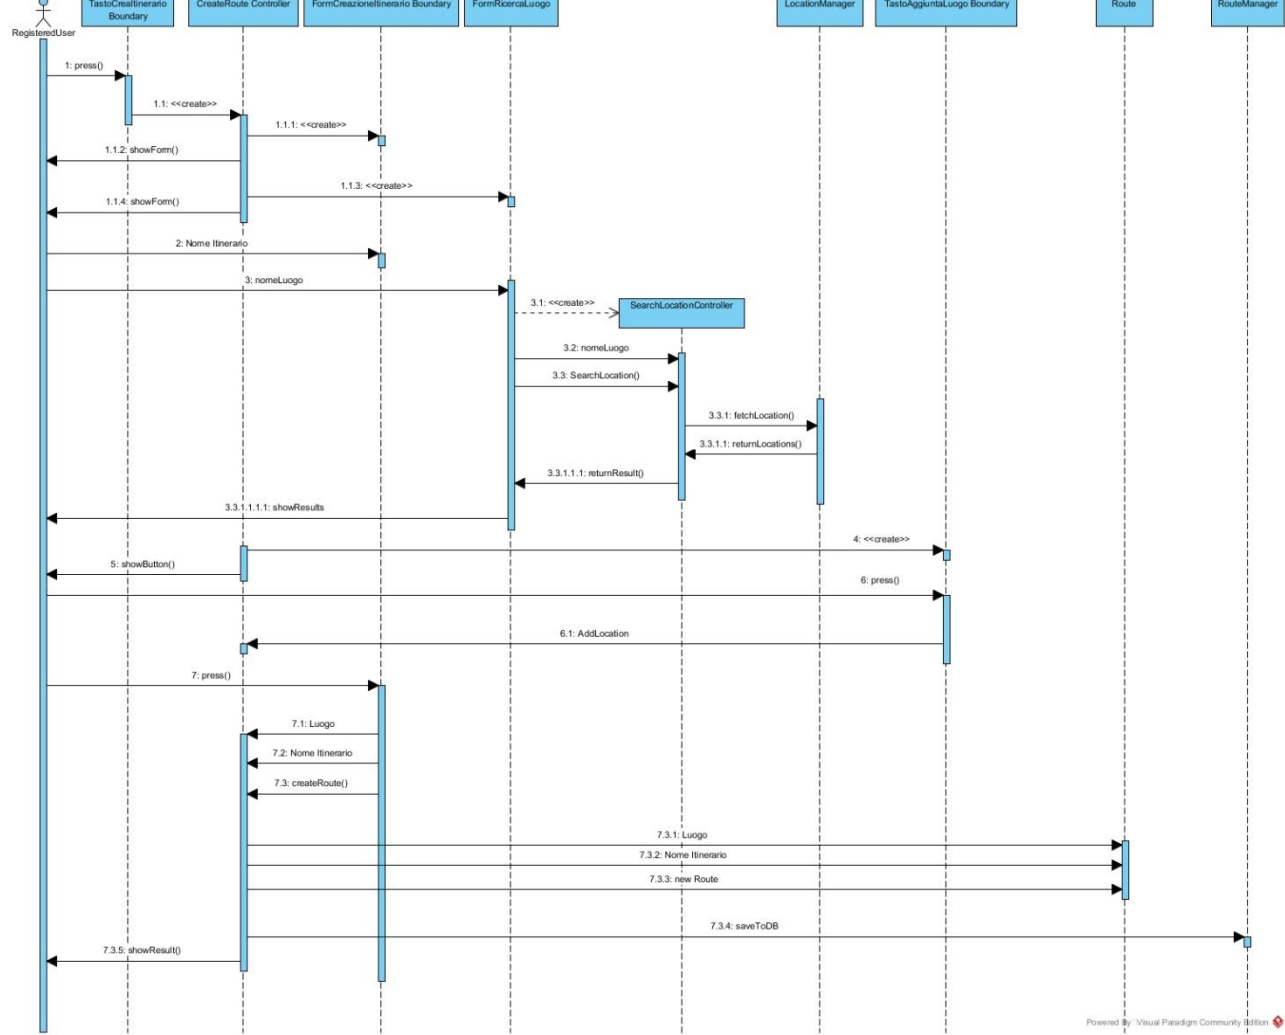 TastoCreaItinerario
Boundary
CreateRoute Controller
FormCreazioneItinerario Boundary
FormRicercaLuogo
LocationManager
TastoAggiuntaLuogo Boundary
Route
RouteManager
RegisteredUser
1: press()
1.1: <<create>>
1.1.1: <<create>>
1.1.2: showForm()
1.1.3: <<create>>
1.1.4: showForm()
2: Nome Itinerario
3: nomeLuogo
3.1: <<create>>
SearchLocationController
3.2: nomeLuogo
3.3: SearchLocation()
3.3.1: fetchLocation()
3.3.1.1: returnLocations()
3.3.1.1.1: returnResult()
3.3.1.1.1.1: showResults
4: <<create>>
5: showButton()
6: press()
6.1: AddLocation
7: press()
7.1: Luogo
7.2: Nome Itinerario
7.3: createRoute()
7.3.1: Luogo
7.3.2: Nome Itinerario
7.3.3: new Route
7.3.4: saveToDB
7.3.5: showResult()
Powered By Visual Paradigm Community Edition